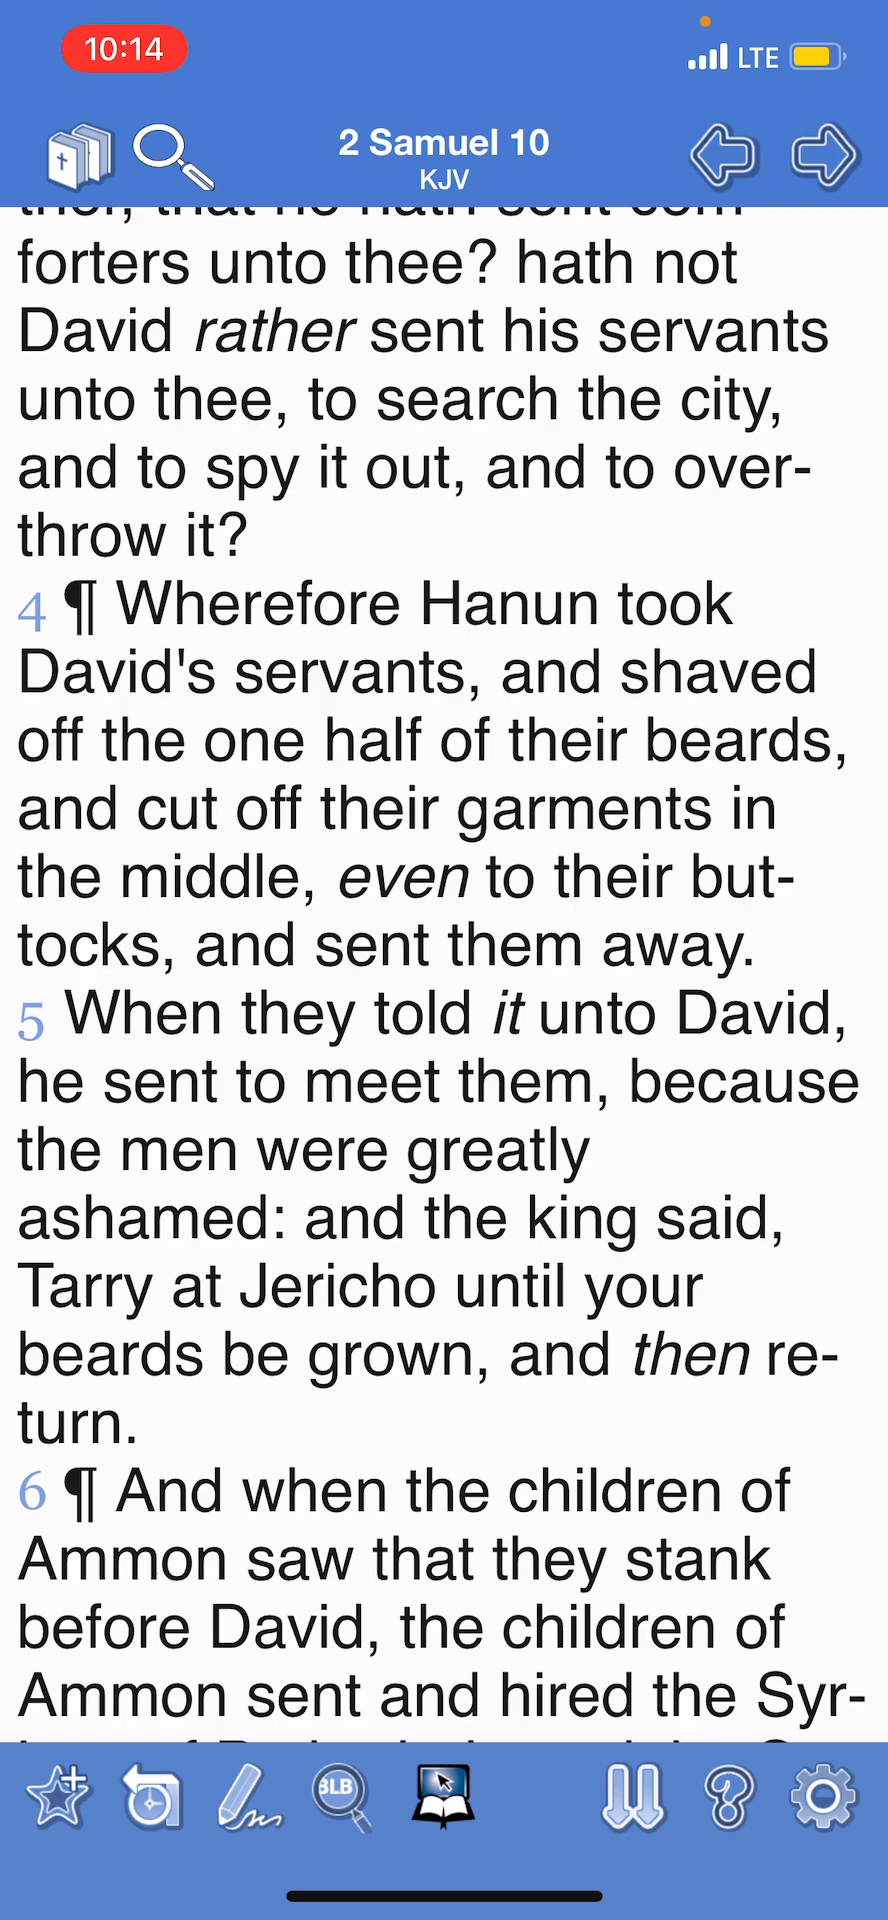 10:14
LTE
2 Samuel 10
KJV
forters unto thee? hath not
David rather sent his servants
unto thee, to search the city,
and to spy it out, and to over-
throw it?
4 ¶ Wherefore Hanun took
David's servants, and shaved
off the one half of their beards,
and cut off their garments in
the middle, even to their but-
tocks, and sent them away.
5 When they told it unto David,
he sent to meet them, because
the men were greatly
ashamed: and the king said,
Tarry at Jericho until your
beards be grown, and then re-
turn.
6 ¶ And when the children of
Ammon saw that they stank
before David, the children of
Ammon sent and hired the Syr-
BLB